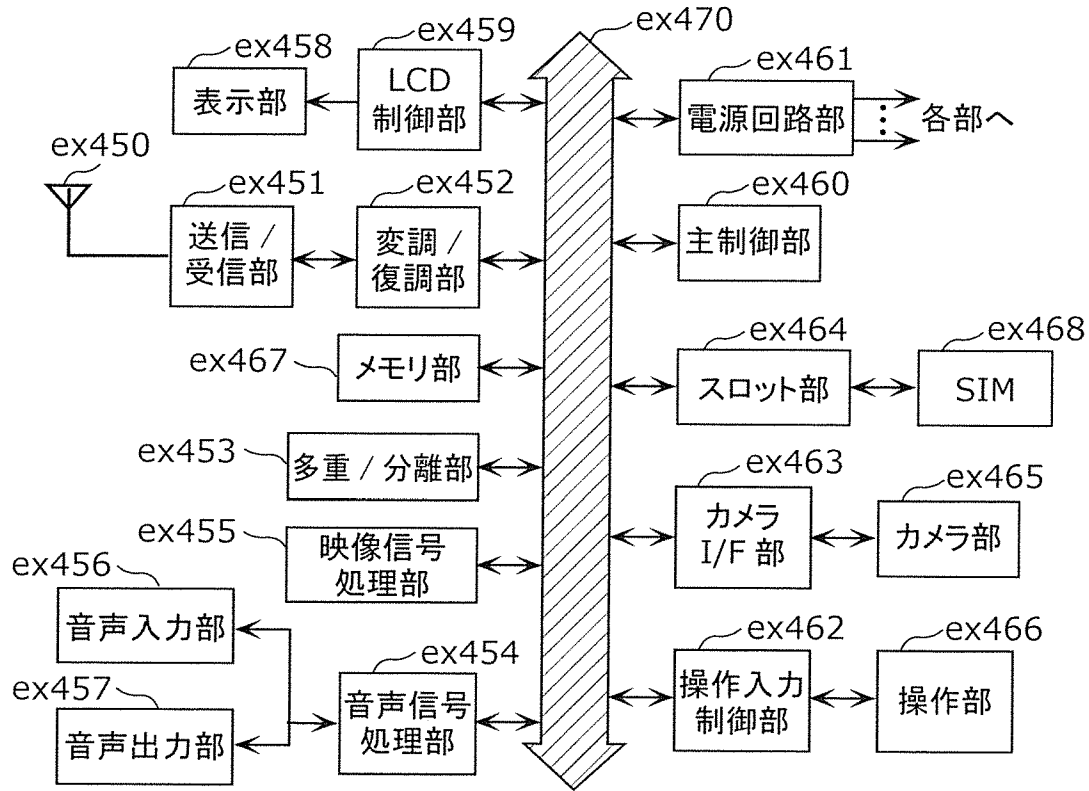 ex470
ex459
ex458
LCD
制御部
表示部
ex461
電源回路部
各部へ
ex450
ex451
送信 /
受信部
ex452
変調 /
復調部
ex460
主制御部
ex467
メモリ部
ex464
スロット部
ex468
SIM
ex453
多重 / 分離部
ex463
カメラ
I/F 部
ex465
カメラ部
ex455
映像信号
処理部
ex456
音声入力部
ex457
音声出力部
ex454
音声信号
処理部
ex462
操作入力
制御部
ex466
操作部